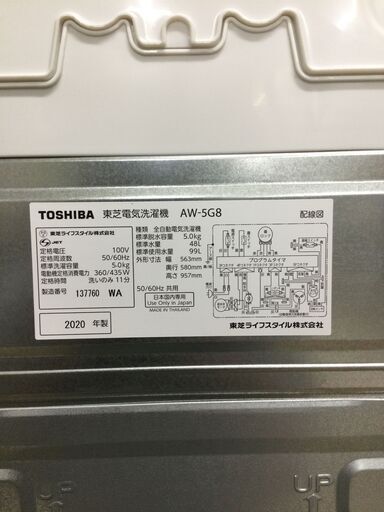 TOSHIBA 東芝電気洗濯機 AW-5G8
配線図
東芝ライフスタイル株式会社
JET
定格電圧 100V
定格周波数 50/60Hz
標準洗濯容量 5.0kg
電動機定格消費電力 360/435W
定格時間 洗いのみ 11分
製造番号 137760 WA
2020 年製
種類 全自動電気洗濯機
標準脱水容量 5.0kg
標準水量 48L
標準使用水量 99L
外形寸法 幅 563mm
奥行 580mm
高さ 957mm
50/60Hz 共用
日本国内専用
Use Only in Japan
MADE IN THAILAND
プログラムタイマ
東芝ライフスタイル株式会社
UP
UP